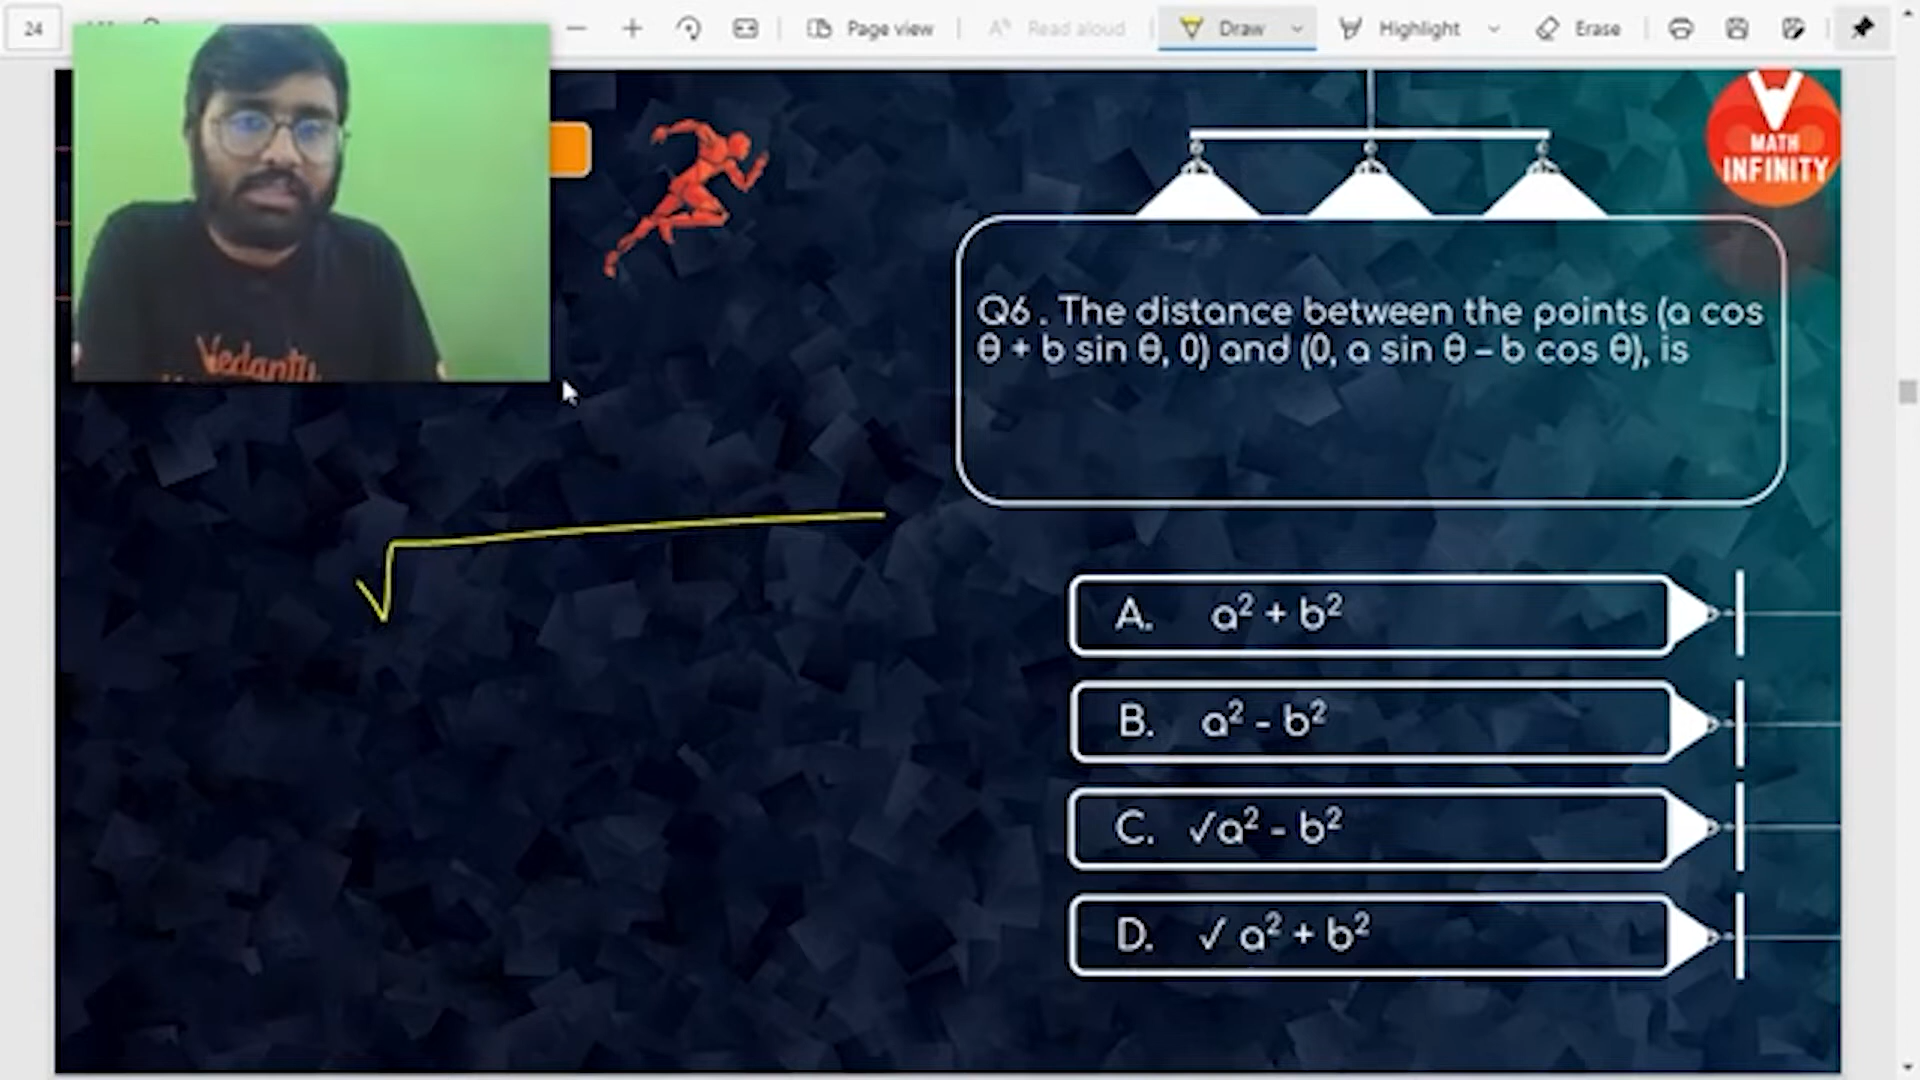 24
Page view
Read aloud
Draw
Highlight
Erase
MATH
INFINITY
Vedantu
Q6 . The distance between the points (a cos
θ + b sin θ, 0) and (0, a sin θ – b cos θ), is
A. a² + b²
B. a² - b²
C. √a² - b²
D. √ a² + b²